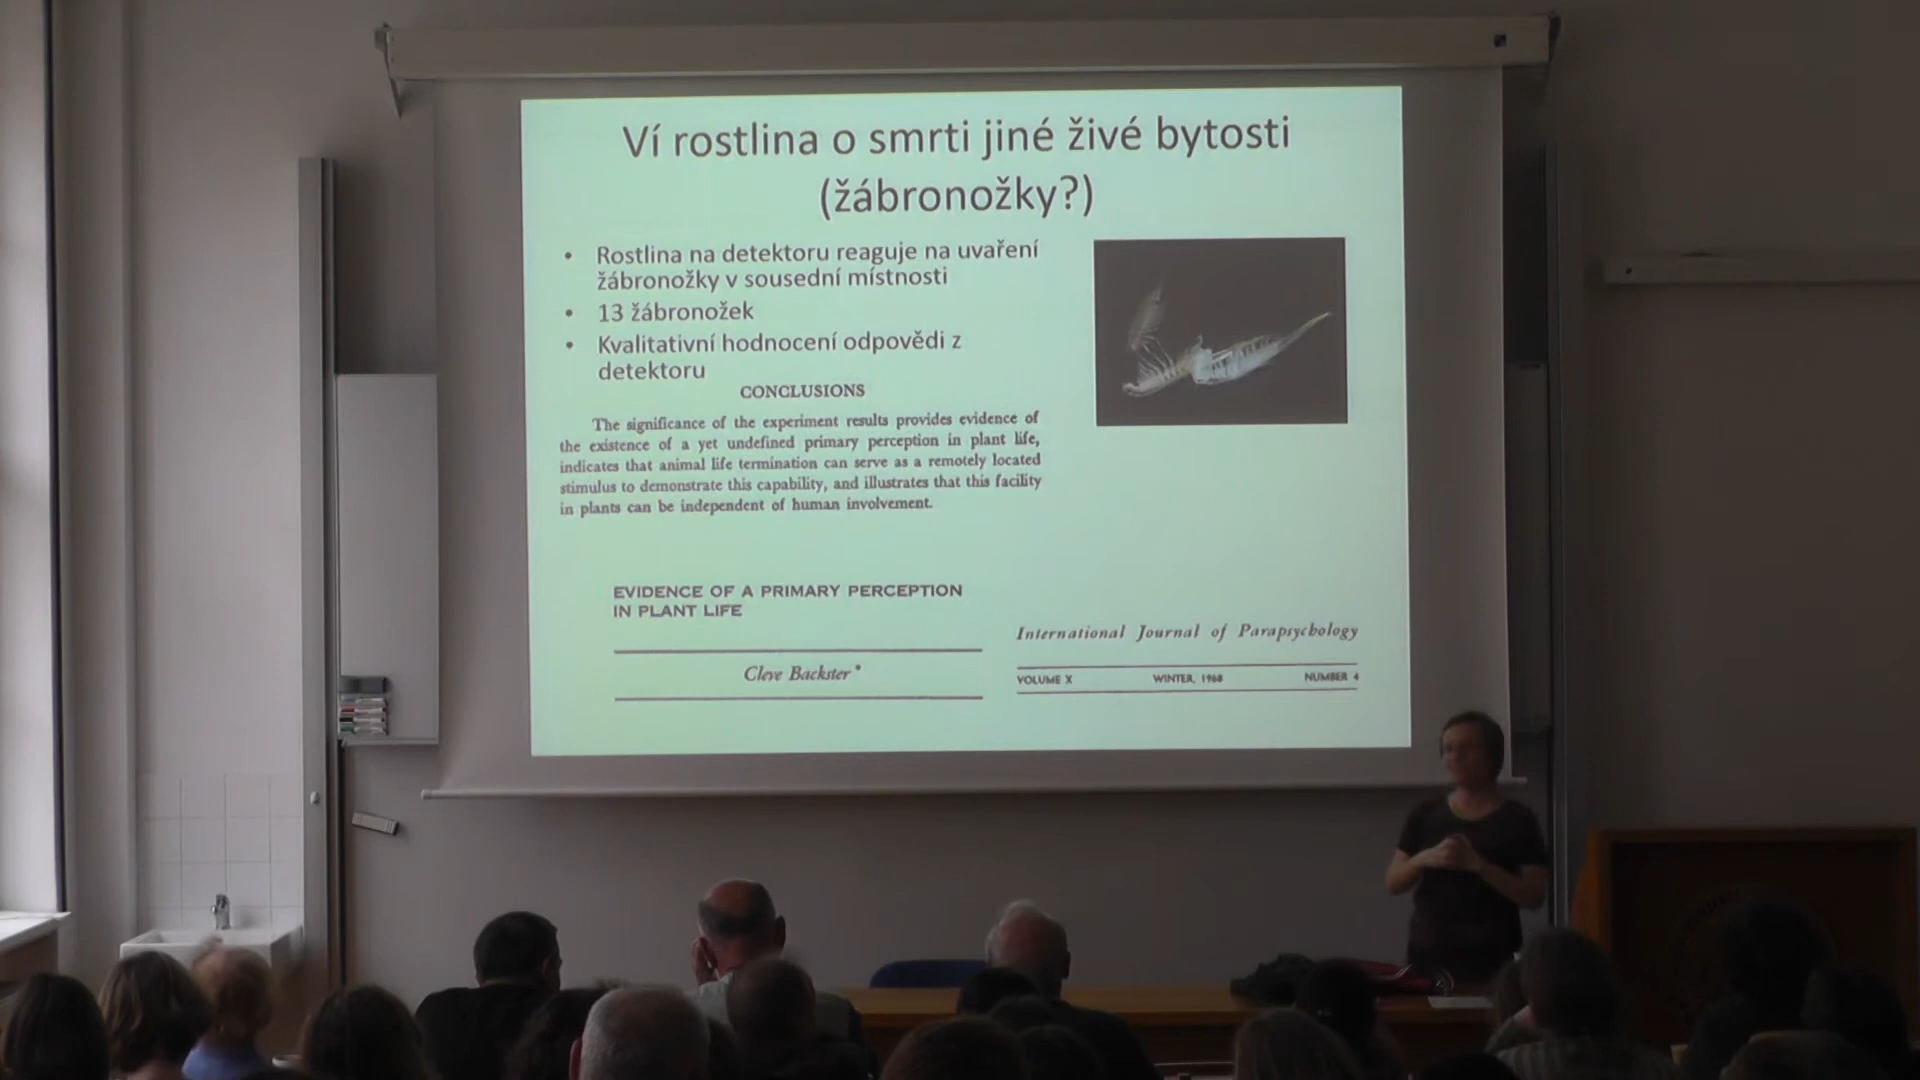 Ví rostlina o smrti jiné živé bytosti
(žábronožky?)
• Rostlina na detektoru reaguje na uvaření
žábronožky v sousední místnosti
• 13 žábronožek
• Kvalitativní hodnocení odpovědi z
detektoru
CONCLUSIONS
The significance of the experiment results provides evidence of
the existence of a yet undefined primary perception in plant life,
indicates that animal life termination can serve as a remotely located
stimulus to demonstrate this capability, and illustrates that this facility
in plants can be independent of human involvement.
EVIDENCE OF A PRIMARY PERCEPTION
IN PLANT LIFE
Cleve Backster*
International Journal of Parapsychology
VOLUME X WINTER, 1968 NUMBER 4